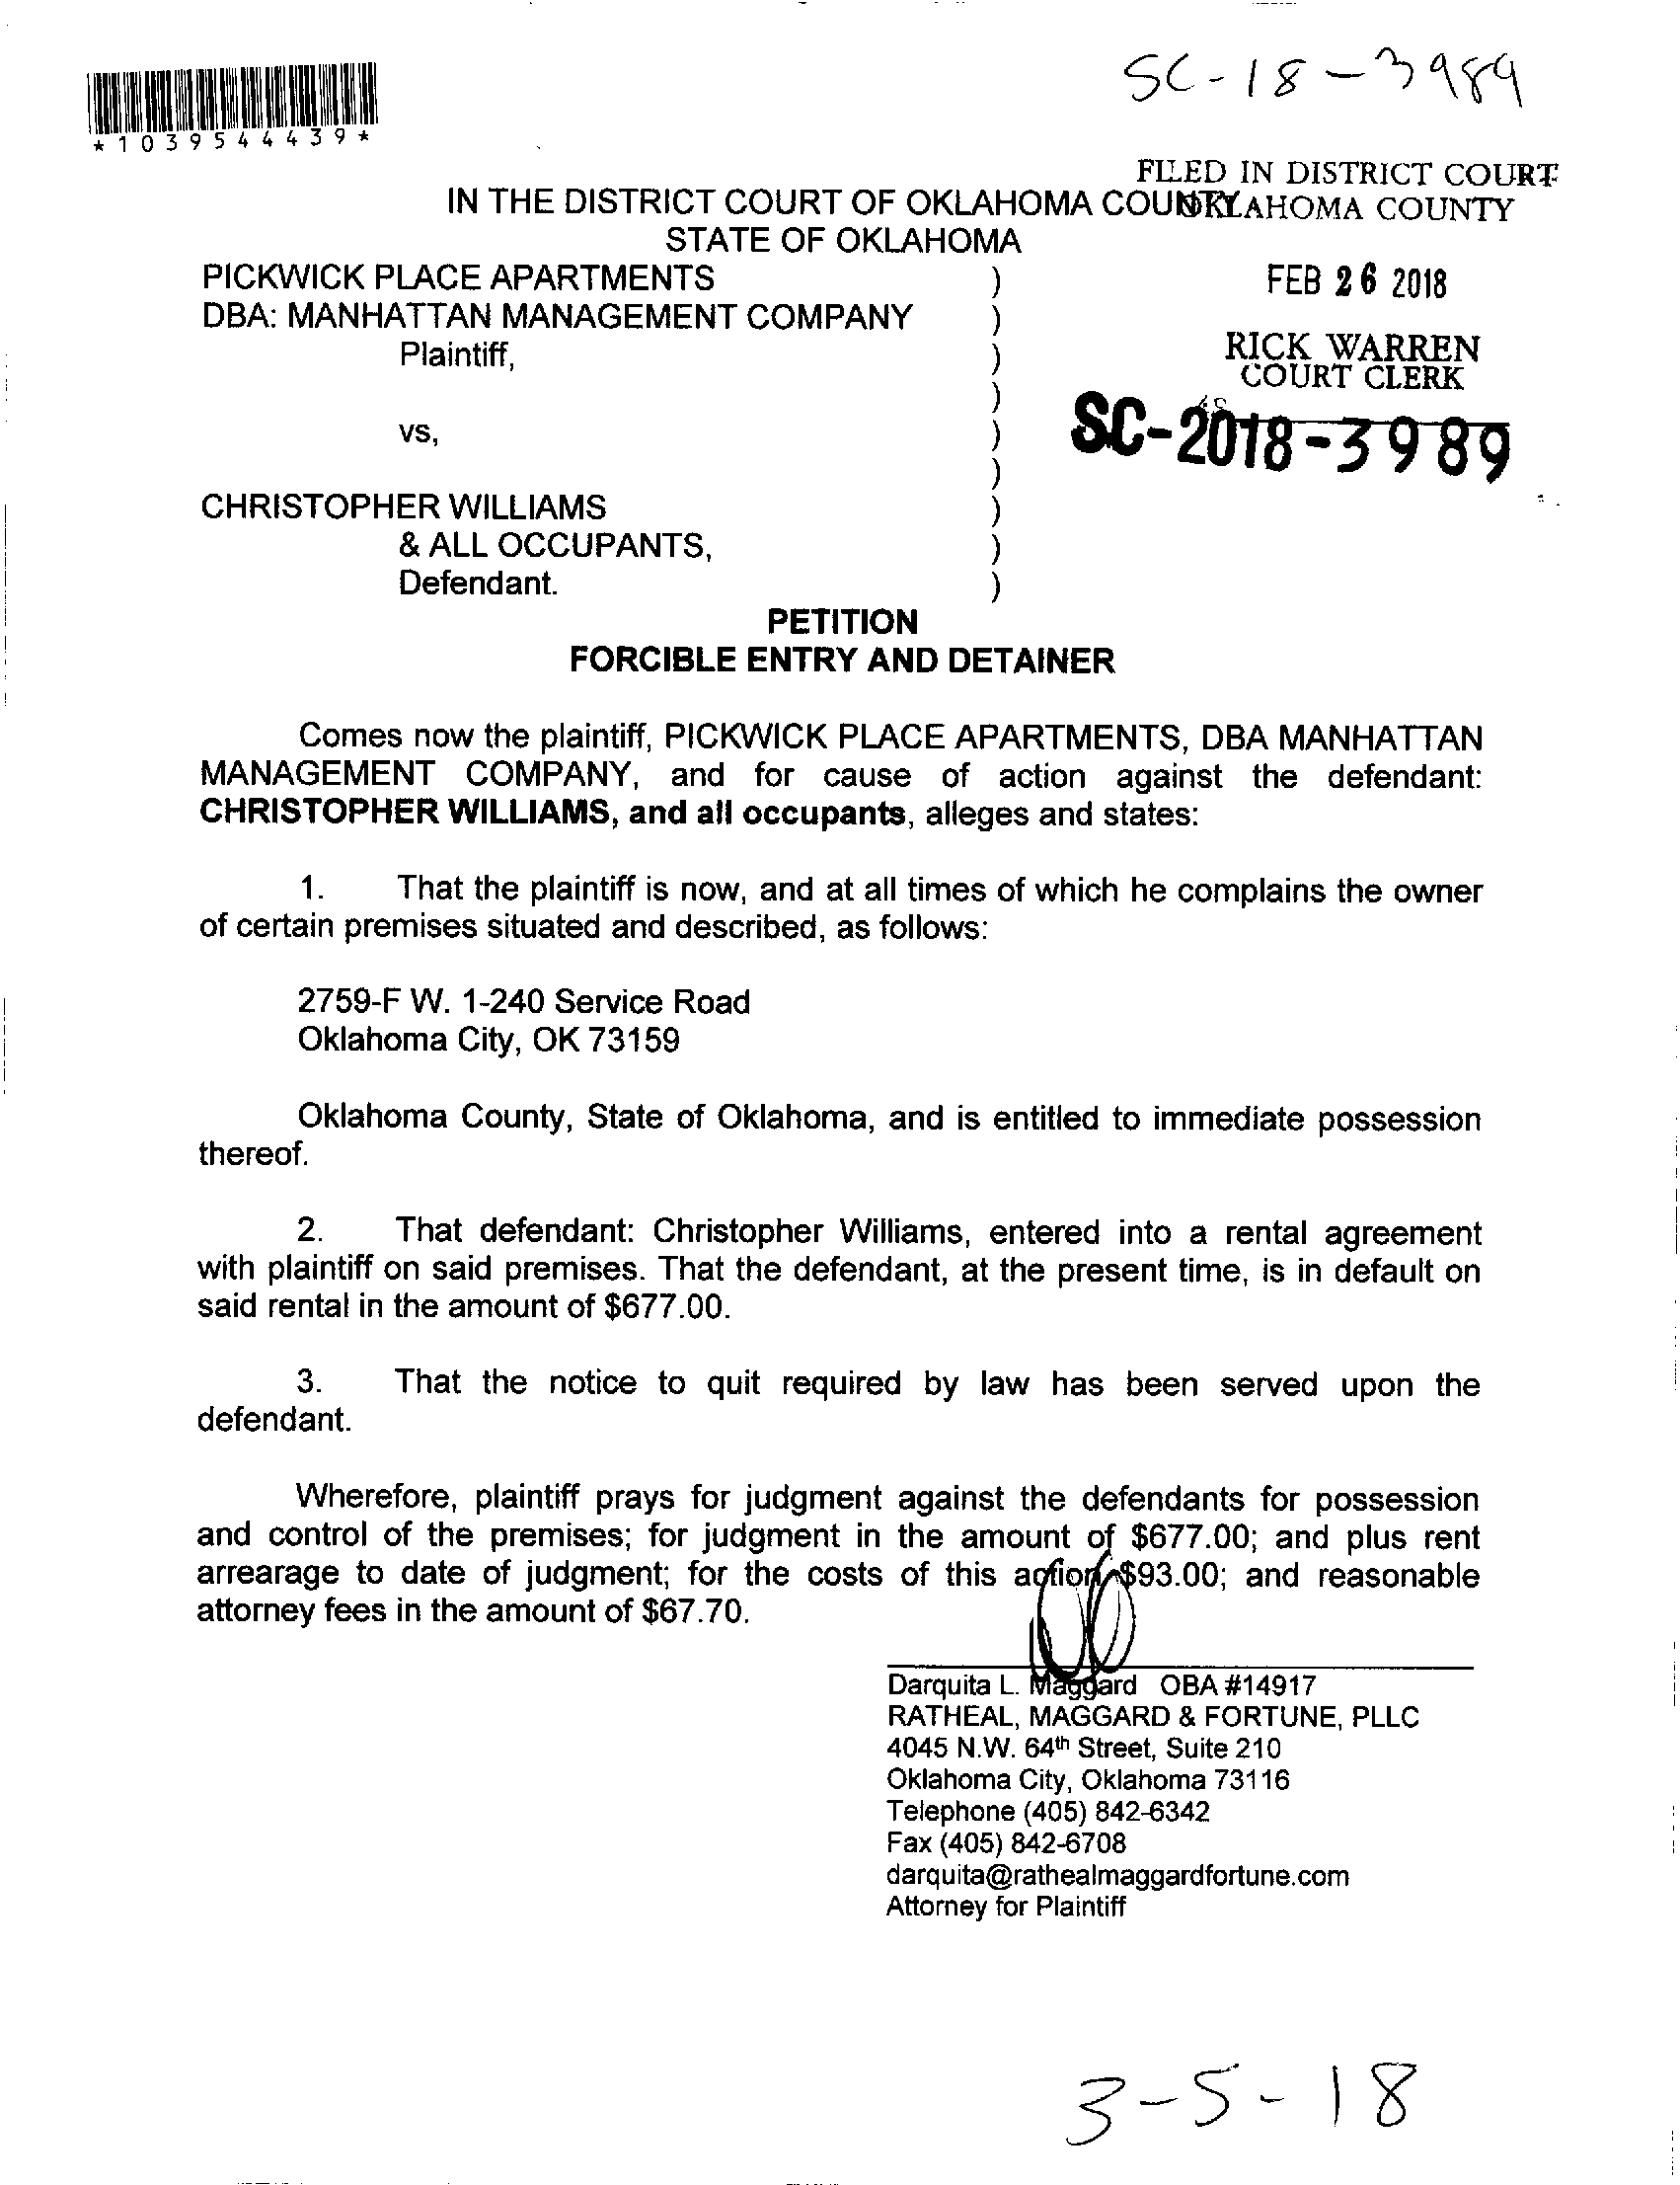 SC-18-3989
*1039544439*
FILED IN DISTRICT COURT
OKLAHOMA COUNTY
IN THE DISTRICT COURT OF OKLAHOMA COUNTY
STATE OF OKLAHOMA
PICKWICK PLACE APARTMENTS )
DBA: MANHATTAN MANAGEMENT COMPANY )
Plaintiff, )
)
vs, )
)
CHRISTOPHER WILLIAMS )
& ALL OCCUPANTS, )
Defendant. )
FEB 26 2018
RICK WARREN
COURT CLERK
SC-2018-3989
PETITION
FORCIBLE ENTRY AND DETAINER
Comes now the plaintiff, PICKWICK PLACE APARTMENTS, DBA MANHATTAN
MANAGEMENT COMPANY, and for cause of action against the defendant:
CHRISTOPHER WILLIAMS, and all occupants, alleges and states:
1. That the plaintiff is now, and at all times of which he complains the owner
of certain premises situated and described, as follows:
2759-F W. 1-240 Service Road
Oklahoma City, OK 73159
Oklahoma County, State of Oklahoma, and is entitled to immediate possession
thereof.
2. That defendant: Christopher Williams, entered into a rental agreement
with plaintiff on said premises. That the defendant, at the present time, is in default on
said rental in the amount of $677.00.
3. That the notice to quit required by law has been served upon the
defendant.
Wherefore, plaintiff prays for judgment against the defendants for possession
and control of the premises; for judgment in the amount of $677.00; and plus rent
arrearage to date of judgment; for the costs of this action $93.00; and reasonable
attorney fees in the amount of $67.70.
Darquita L. Maggard OBA #14917
RATHEAL, MAGGARD & FORTUNE, PLLC
4045 N.W. 64th Street, Suite 210
Oklahoma City, Oklahoma 73116
Telephone (405) 842-6342
Fax (405) 842-6708
darquita@rathealmaggardfortune.com
Attorney for Plaintiff
3-5-18